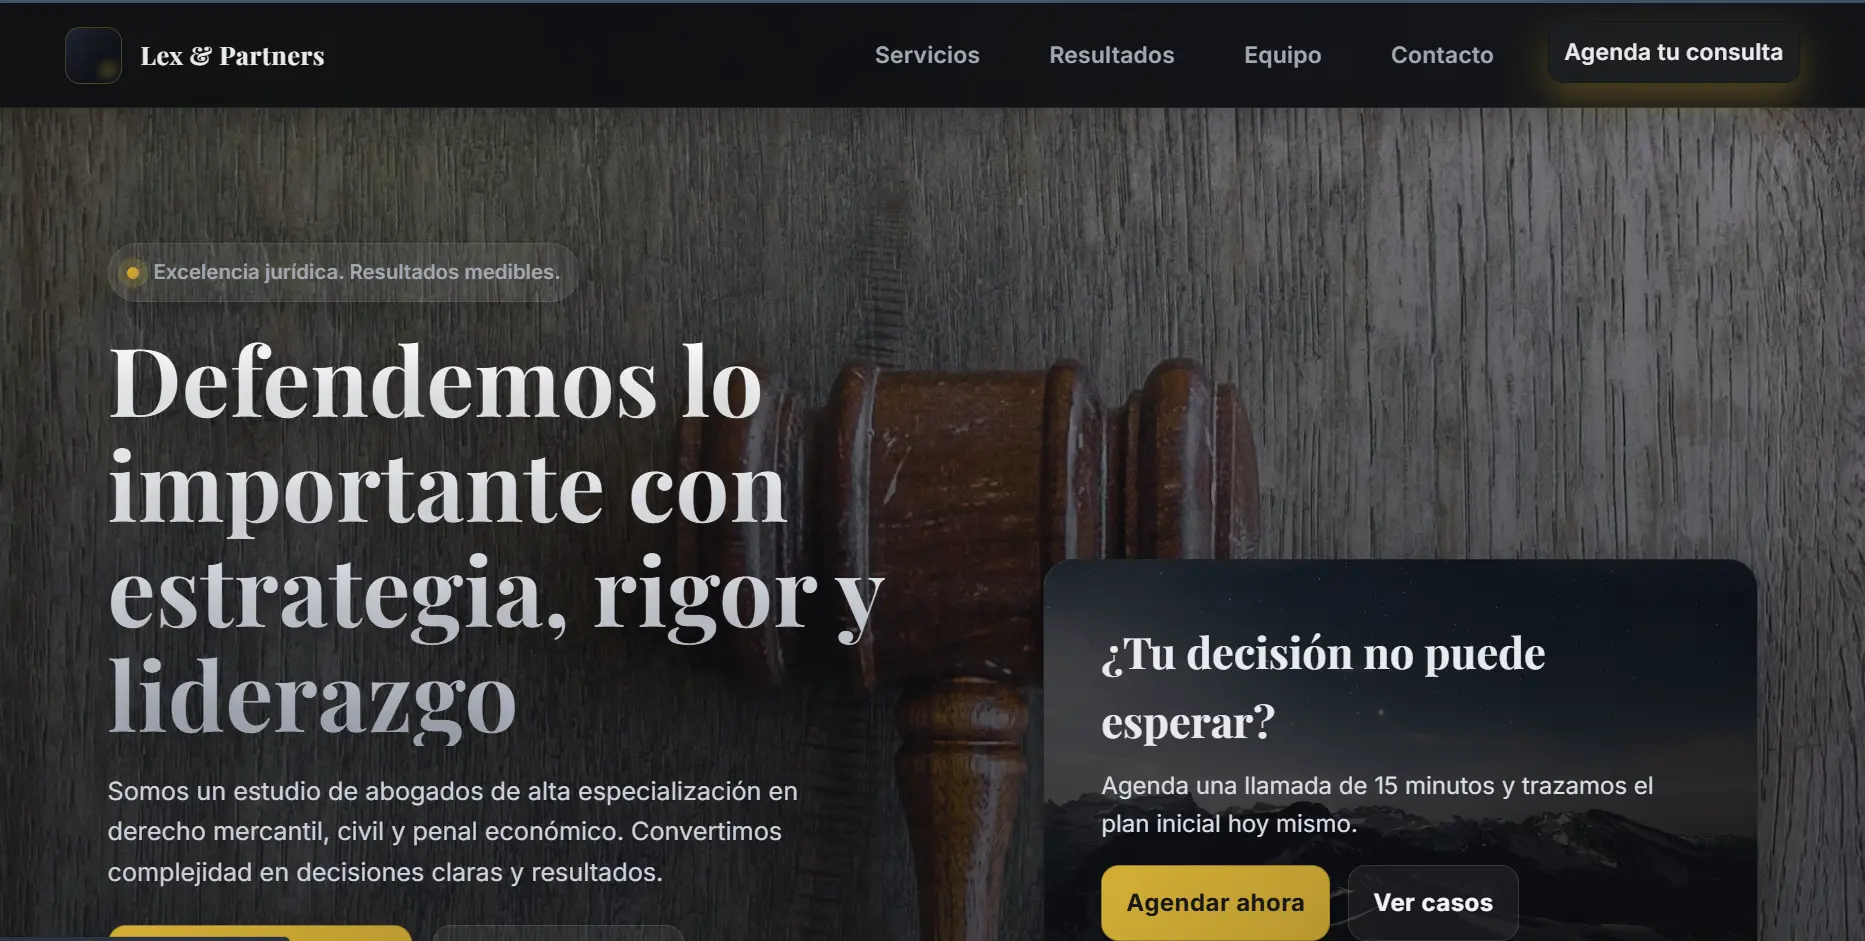 Lex & Partners
Servicios
Resultados
Equipo
Contacto
Agenda tu consulta
Excelencia jurídica. Resultados medibles.
Defendemos lo
importante con
estrategia, rigor y
liderazgo
Somos un estudio de abogados de alta especialización en
derecho mercantil, civil y penal económico. Convertimos
complejidad en decisiones claras y resultados.
¿Tu decisión no puede
esperar?
Agenda una llamada de 15 minutos y trazamos el
plan inicial hoy mismo.
Agendar ahora
Ver casos